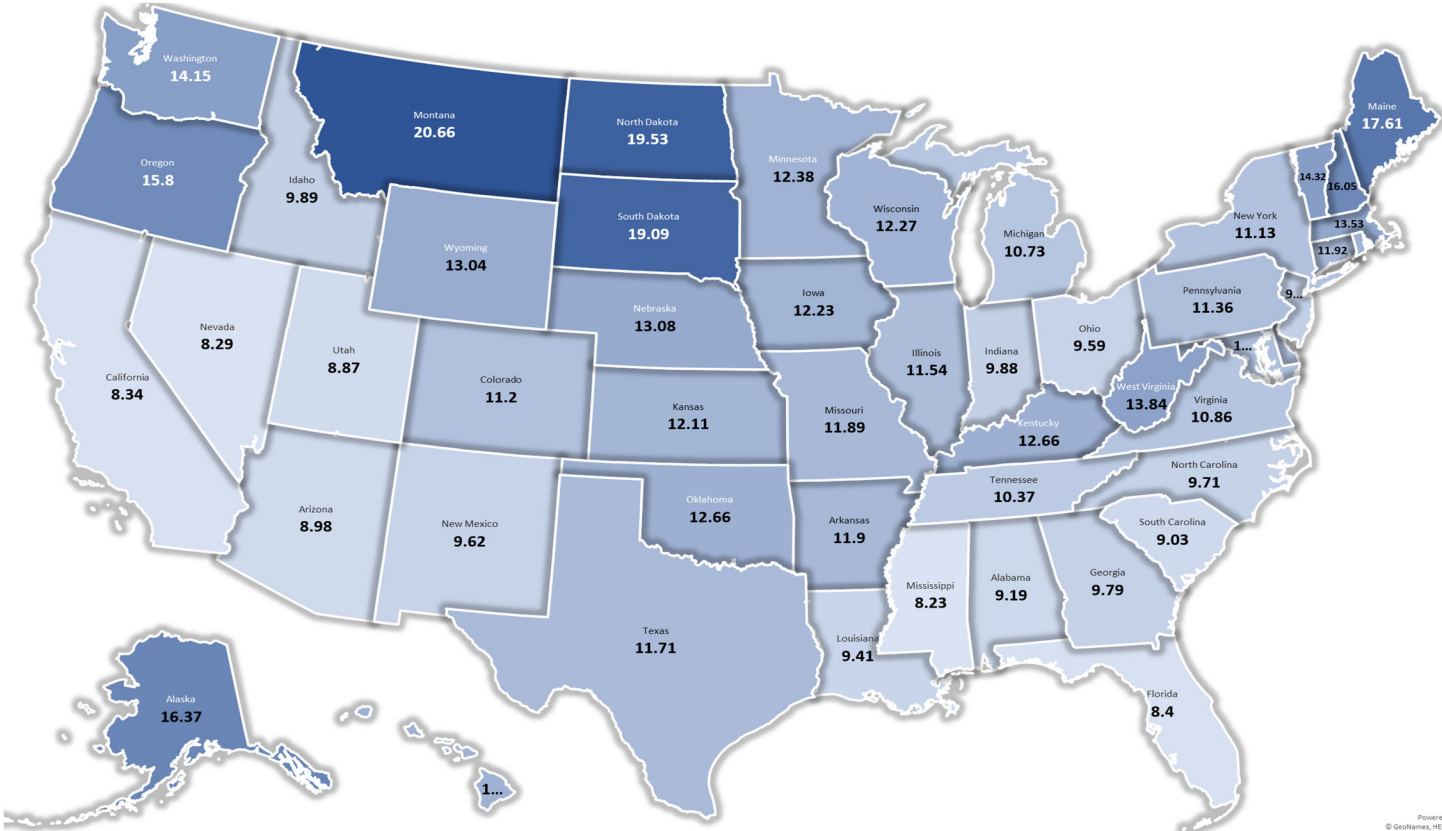 Washington
14.15
Oregon
15.8
California
8.34
Nevada
8.29
Idaho
9.89
Montana
20.66
Wyoming
13.04
Utah
8.87
Arizona
8.98
Colorado
11.2
New Mexico
9.62
North Dakota
19.53
South Dakota
19.09
Nebraska
13.08
Kansas
12.11
Oklahoma
12.66
Texas
11.71
Minnesota
12.38
Iowa
12.23
Missouri
11.89
Arkansas
11.9
Louisiana
9.41
Wisconsin
12.27
Illinois
11.54
Michigan
10.73
Indiana
9.88
Ohio
9.59
Kentucky
12.66
Tennessee
10.37
Mississippi
8.23
Alabama
9.19
Georgia
9.79
Florida
8.4
South Carolina
9.03
North Carolina
9.71
Virginia
10.86
West Virginia
13.84
1...
Pennsylvania
11.36
9...
New York
11.13
14.32
16.05
Maine
17.61
13.53
11.92
Alaska
16.37
1...
Powere
© GeoNames, HE